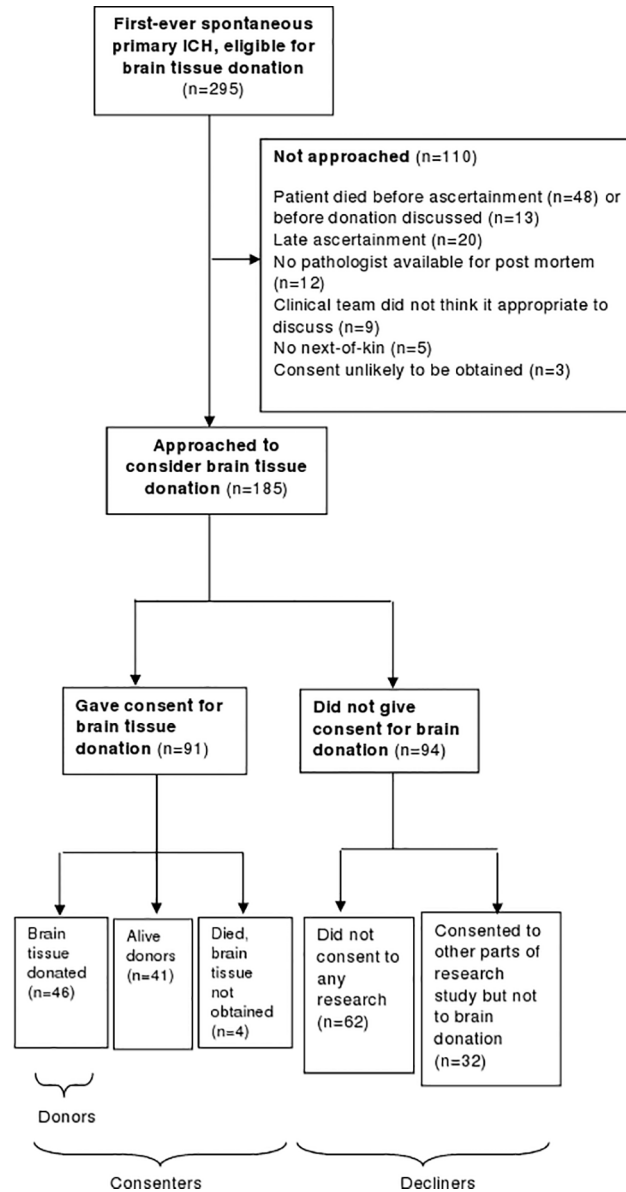 First-ever spontaneous
primary ICH, eligible for
brain tissue donation
(n=295)
Not approached (n=110)
Patient died before ascertainment (n=48) or
before donation discussed (n=13)
Late ascertainment (n=20)
No pathologist available for post mortem
(n=12)
Clinical team did not think it appropriate to
discuss (n=9)
No next-of-kin (n=5)
Consent unlikely to be obtained (n=3)
Approached to
consider brain tissue
donation (n=185)
Gave consent for
brain tissue
donation (n=91)
Did not give
consent for brain
donation (n=94)
Brain
tissue
donated
(n=46)
Alive
donors
(n=41)
Died,
brain
tissue
not
obtained
(n=4)
Did not
consent to
any
research
(n=62)
Consented to
other parts of
research
study but not
to brain
donation
(n=32)
Donors
Consenters
Decliners